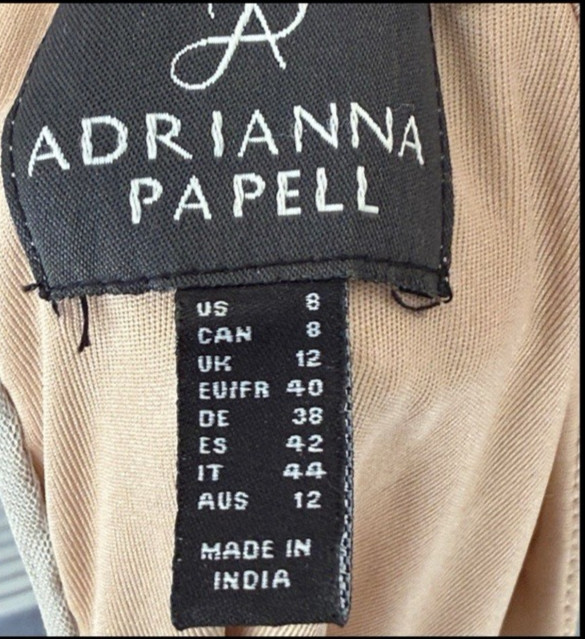 ADRIANNA
PAPELL
US 8
CAN 8
UK 12
EU/FR 40
DE 38
ES 42
IT 44
AUS 12
MADE IN
INDIA